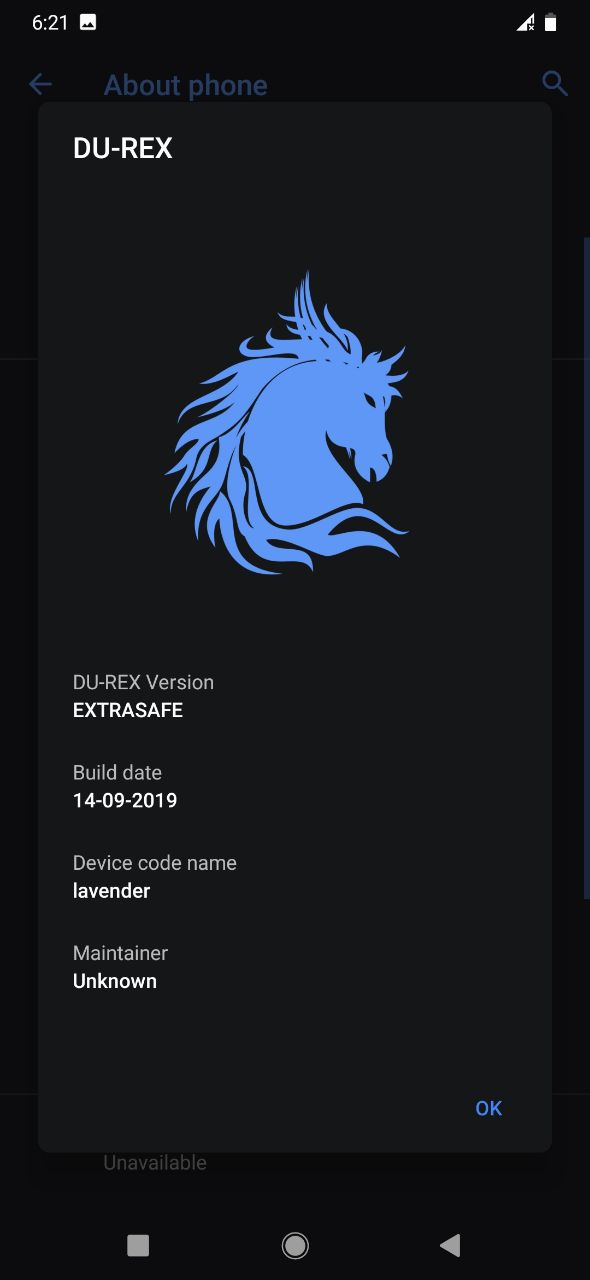 6:21
About phone
DU-REX
DU-REX Version
EXTRASAFE
Build date
14-09-2019
Device code name
lavender
Maintainer
Unknown
OK
Unavailable